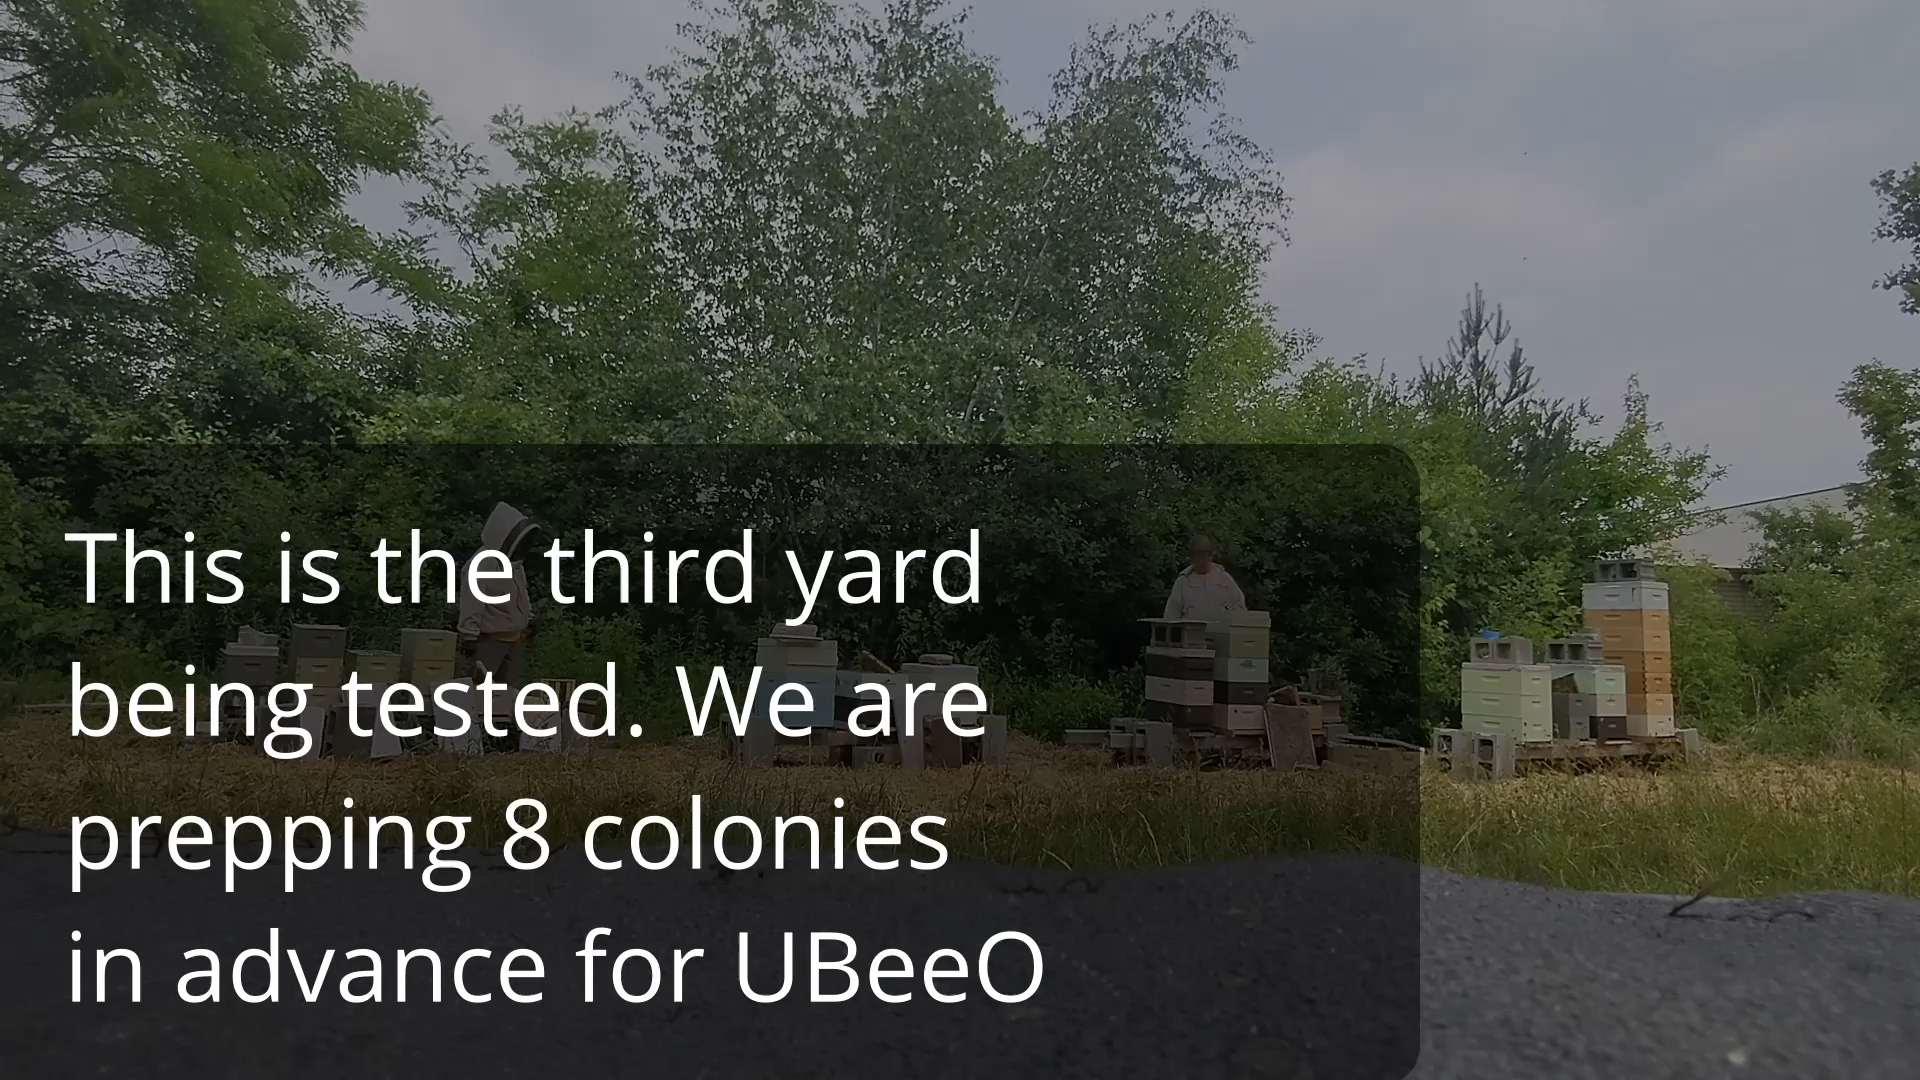 This is the third yard
being tested. We are
prepping 8 colonies
in advance for UBeeO